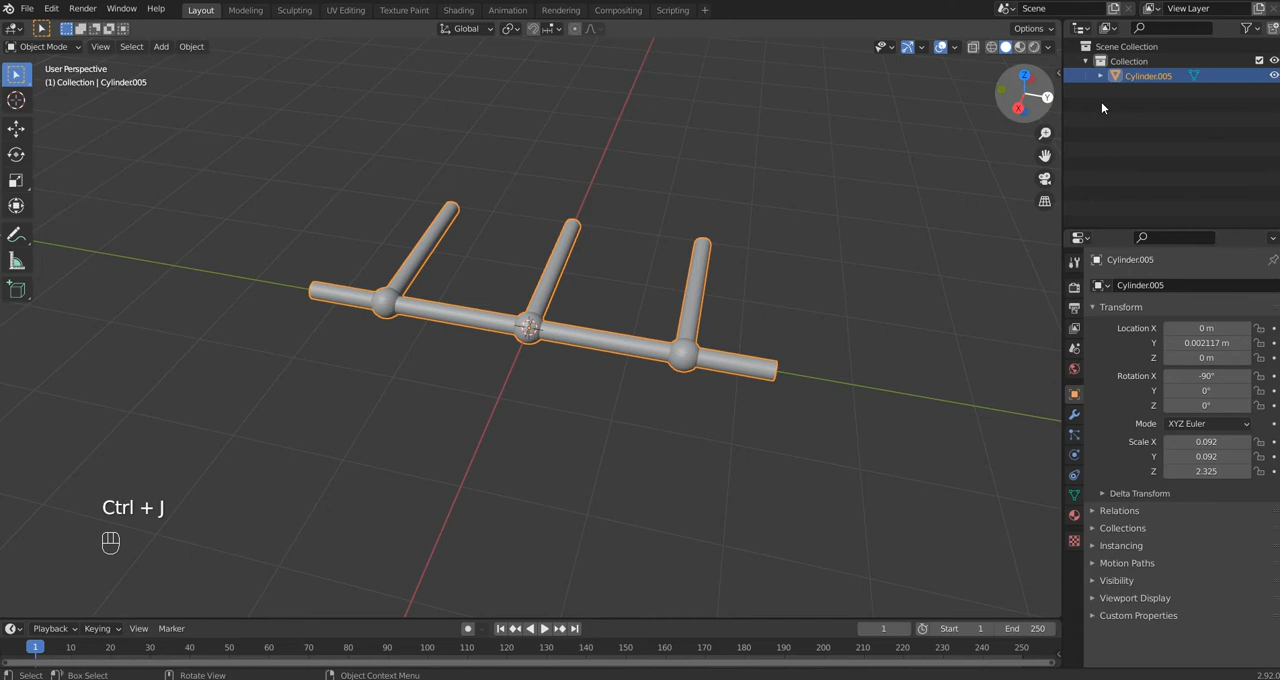 File Edit Render Window Help Layout Modeling Sculpting UV Editing Texture Paint Shading Animation Rendering Compositing Scripting + Scene View Layer
Global Options
Object Mode View Select Add Object
User Perspective
(1) Collection | Cylinder.005
Z
Y
X
Scene Collection
Collection
Cylinder.005
Cylinder.005
Cylinder.005
Transform
Location X 0 m
Y 0.002117 m
Z 0 m
Rotation X -90°
Y 0°
Z 0°
Mode XYZ Euler
Scale X 0.092
Y 0.092
Z 2.325
Delta Transform
Relations
Collections
Instancing
Motion Paths
Visibility
Viewport Display
Custom Properties
Ctrl + J
Playback Keying View Marker 1 Start 1 End 250
1 10 20 30 40 50 60 70 80 90 100 110 120 130 140 150 160 170 180 190 200 210 220 230 240 250
Select Box Select Rotate View Object Context Menu 2.92.0